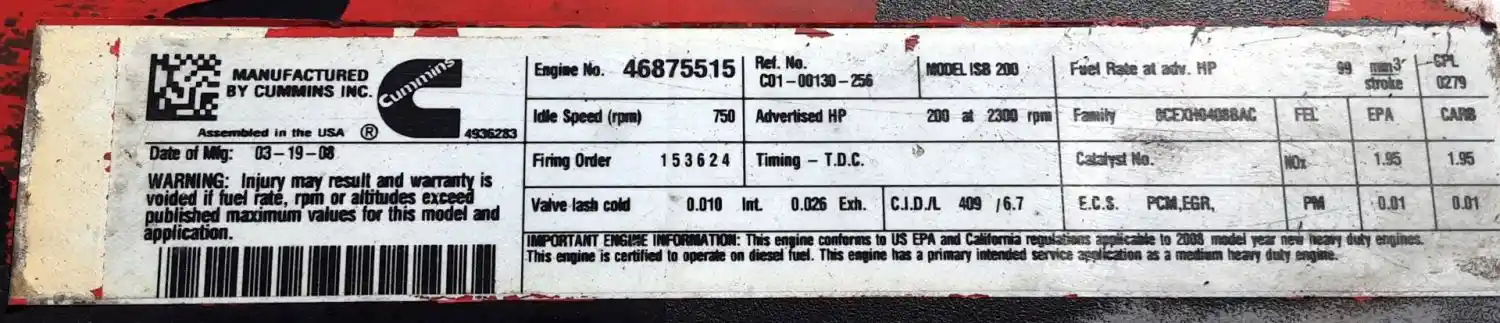 MANUFACTURED
BY CUMMINS INC.
Cummins
Assembled in the USA ®
4936283
Date of Mfg: 03-19-08
WARNING: Injury may result and warranty is
voided if fuel rate, rpm or altitudes exceed
published maximum values for this model and
application.
Engine No. 46875515
Ref. No.
C01-00130-256
MODEL ISB 200
Fuel Rate at adv. HP 99 mm3
stroke
CPL
0279
Idle Speed (rpm) 750
Advertised HP 200 at 2300 rpm
Family 8CEXH0408BAC
FEL EPA CARB
Firing Order 153624
Timing - T.D.C.
Catalyst No.
NOx 1.95 1.95
Valve lash cold 0.010 Int. 0.026 Exh.
C.I.D./L 409 /6.7
E.C.S. PCM,EGR,
PM 0.01 0.01
IMPORTANT ENGINE INFORMATION: This engine conforms to US EPA and California regulations applicable to 2008 model year new heavy duty engines.
This engine is certified to operate on diesel fuel. This engine has a primary intended service application as a medium heavy duty engine.